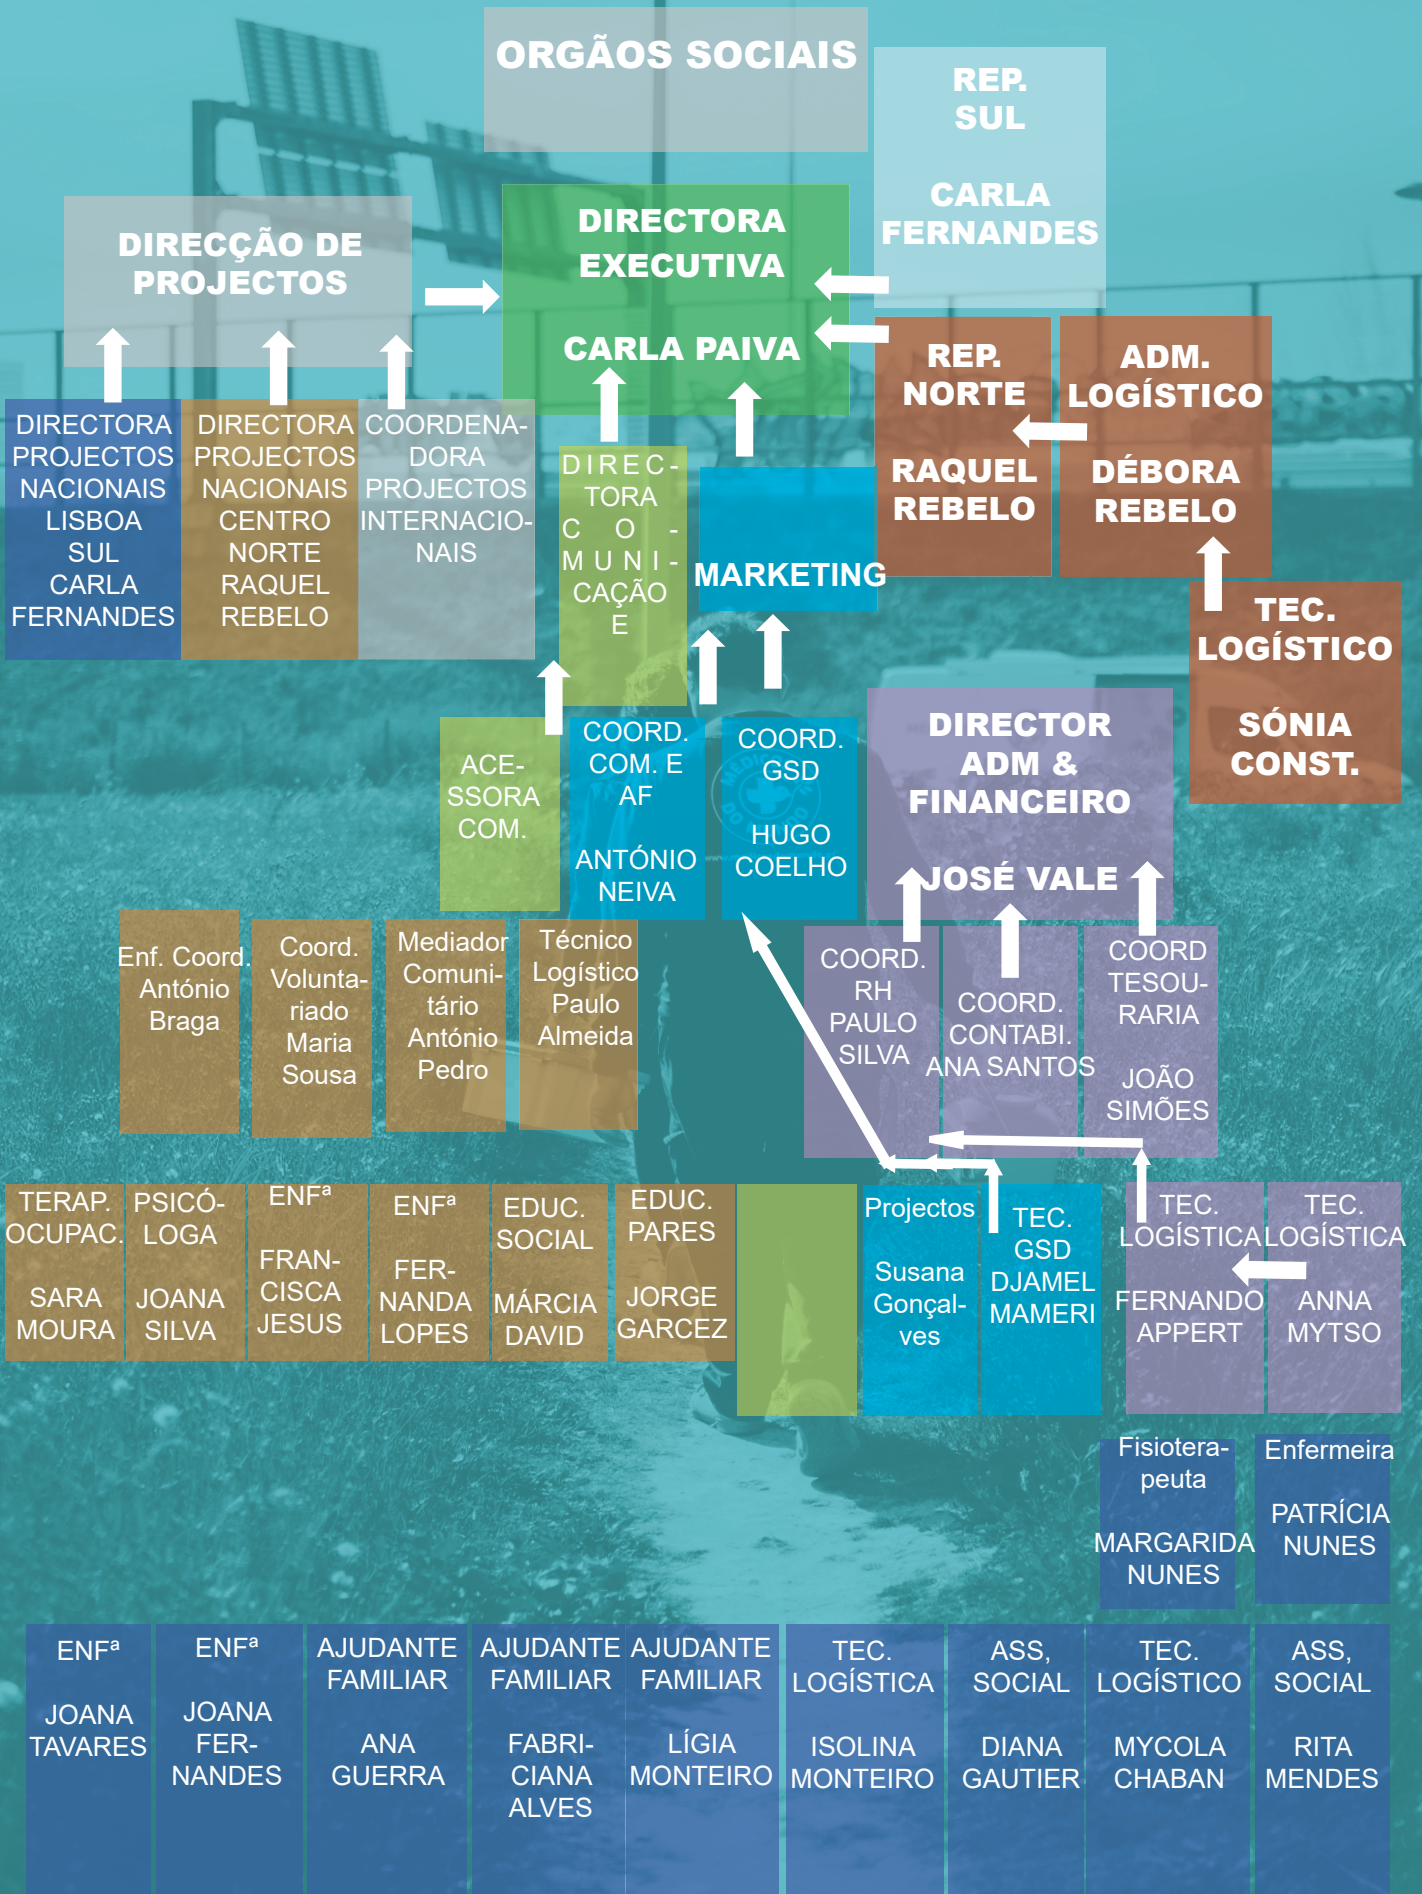 ORGÃOS SOCIAIS
REP.
SUL
CARLA
FERNANDES
DIRECÇÃO DE
PROJECTOS
DIRECTORA
EXECUTIVA
CARLA PAIVA
REP.
NORTE
RAQUEL
REBELO
ADM.
LOGÍSTICO
DÉBORA
REBELO
DIRECTORA
PROJECTOS
NACIONAIS
LISBOA
SUL
CARLA
FERNANDES
DIRECTORA
PROJECTOS
NACIONAIS
CENTRO
NORTE
RAQUEL
REBELO
COORDENA-
DORA
PROJECTOS
INTERNACIO-
NAIS
DIREC-
TORA
CO-
MUNI-
CAÇÃO
E
MARKETING
TEC.
LOGÍSTICO
SÓNIA
CONST.
ACE-
SSORA
COM.
COORD.
COM. E
AF
ANTÓNIO
NEIVA
COORD.
GSD
HUGO
COELHO
DIRECTOR
ADM &
FINANCEIRO
JOSÉ VALE
Enf. Coord.
António
Braga
Coord.
Volunta-
riado
Maria
Sousa
Mediador
Comuni-
tário
António
Pedro
Técnico
Logístico
Paulo
Almeida
COORD.
RH
PAULO
SILVA
COORD.
CONTABI.
ANA SANTOS
COORD
TESOU-
RARIA
JOÃO
SIMÕES
TERAP.
OCUPAC.
SARA
MOURA
PSICÓ-
LOGA
JOANA
SILVA
ENFª
FRAN-
CISCA
JESUS
ENFª
FER-
NANDA
LOPES
EDUC.
SOCIAL
MÁRCIA
DAVID
EDUC.
PARES
JORGE
GARCEZ
Projectos
Susana
Gonçal-
ves
TEC.
GSD
DJAMEL
MAMERI
TEC.
LOGÍSTICA
FERNANDO
APPERT
TEC.
LOGÍSTICA
ANNA
MYTSO
Fisiotera-
peuta
MARGARIDA
NUNES
Enfermeira
PATRÍCIA
NUNES
ENFª
JOANA
TAVARES
ENFª
JOANA
FER-
NANDES
AJUDANTE
FAMILIAR
ANA
GUERRA
AJUDANTE
FAMILIAR
FABRI-
CIANA
ALVES
AJUDANTE
FAMILIAR
LÍGIA
MONTEIRO
TEC.
LOGÍSTICA
ISOLINA
MONTEIRO
ASS,
SOCIAL
DIANA
GAUTIER
TEC.
LOGÍSTICO
MYCOLA
CHABAN
ASS,
SOCIAL
RITA
MENDES